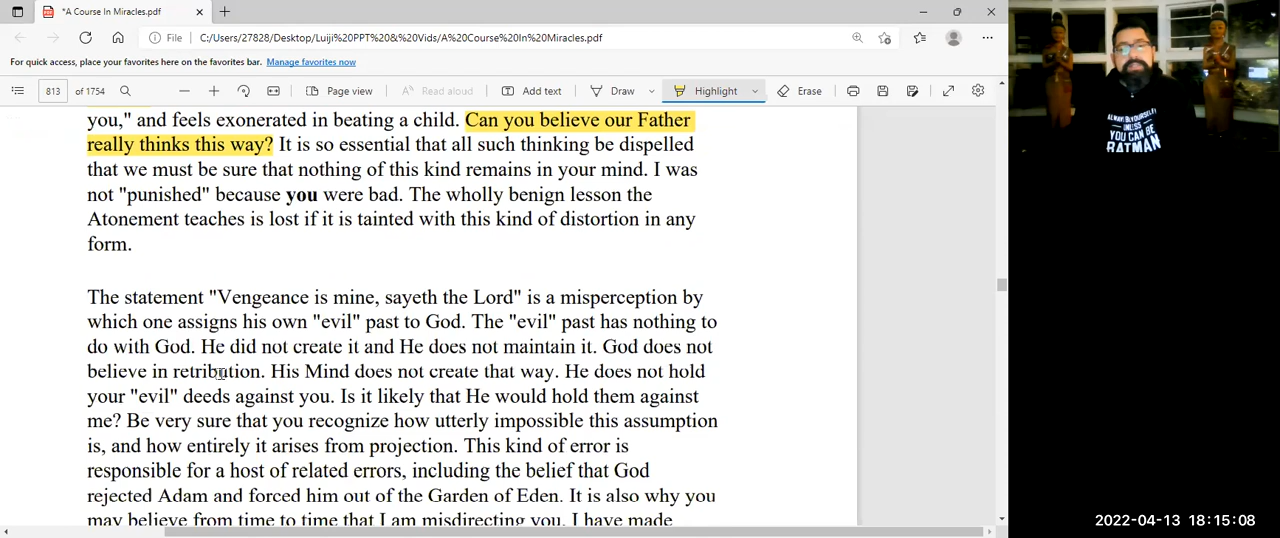 *A Course In Miracles.pdf
File C:/Users/27828/Desktop/Luiji%20PPT%20&%20Vids/A%20Course%20In%20Miracles.pdf
For quick access, place your favorites here on the favorites bar. Manage favorites now
813 of 1754 Page view Read aloud Add text Draw Highlight Erase
you," and feels exonerated in beating a child. Can you believe our Father
really thinks this way? It is so essential that all such thinking be dispelled
that we must be sure that nothing of this kind remains in your mind. I was
not "punished" because you were bad. The wholly benign lesson the
Atonement teaches is lost if it is tainted with this kind of distortion in any
form.
The statement "Vengeance is mine, sayeth the Lord" is a misperception by
which one assigns his own "evil" past to God. The "evil" past has nothing to
do with God. He did not create it and He does not maintain it. God does not
believe in retribution. His Mind does not create that way. He does not hold
your "evil" deeds against you. Is it likely that He would hold them against
me? Be very sure that you recognize how utterly impossible this assumption
is, and how entirely it arises from projection. This kind of error is
responsible for a host of related errors, including the belief that God
rejected Adam and forced him out of the Garden of Eden. It is also why you
may believe from time to time that I am misdirecting you. I have made
ALWAYS BE YOURSELF!
UNLESS
YOU CAN BE
BATMAN
2022-04-13 18:15:08